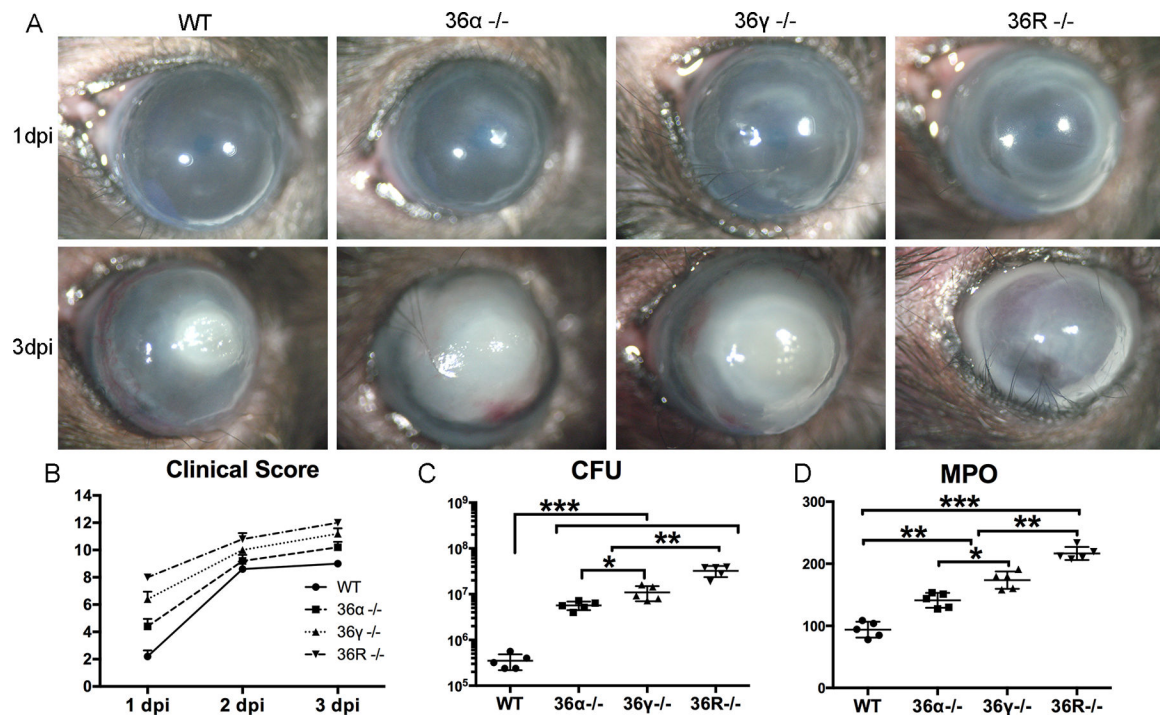 A WT 36α -/- 36γ -/- 36R -/-
1dpi
3dpi
B Clinical Score
14
12
10
8
6
4
2
0
WT
36α -/-
36γ -/-
36R -/-
1 dpi 2 dpi 3 dpi
C CFU
10⁹
10⁸
10⁷
10⁶
10⁵
***
**
*
WT 36α-/- 36γ-/- 36R-/-
D MPO
300
200
100
0
***
** **
*
WT 36α-/- 36γ-/- 36R-/-